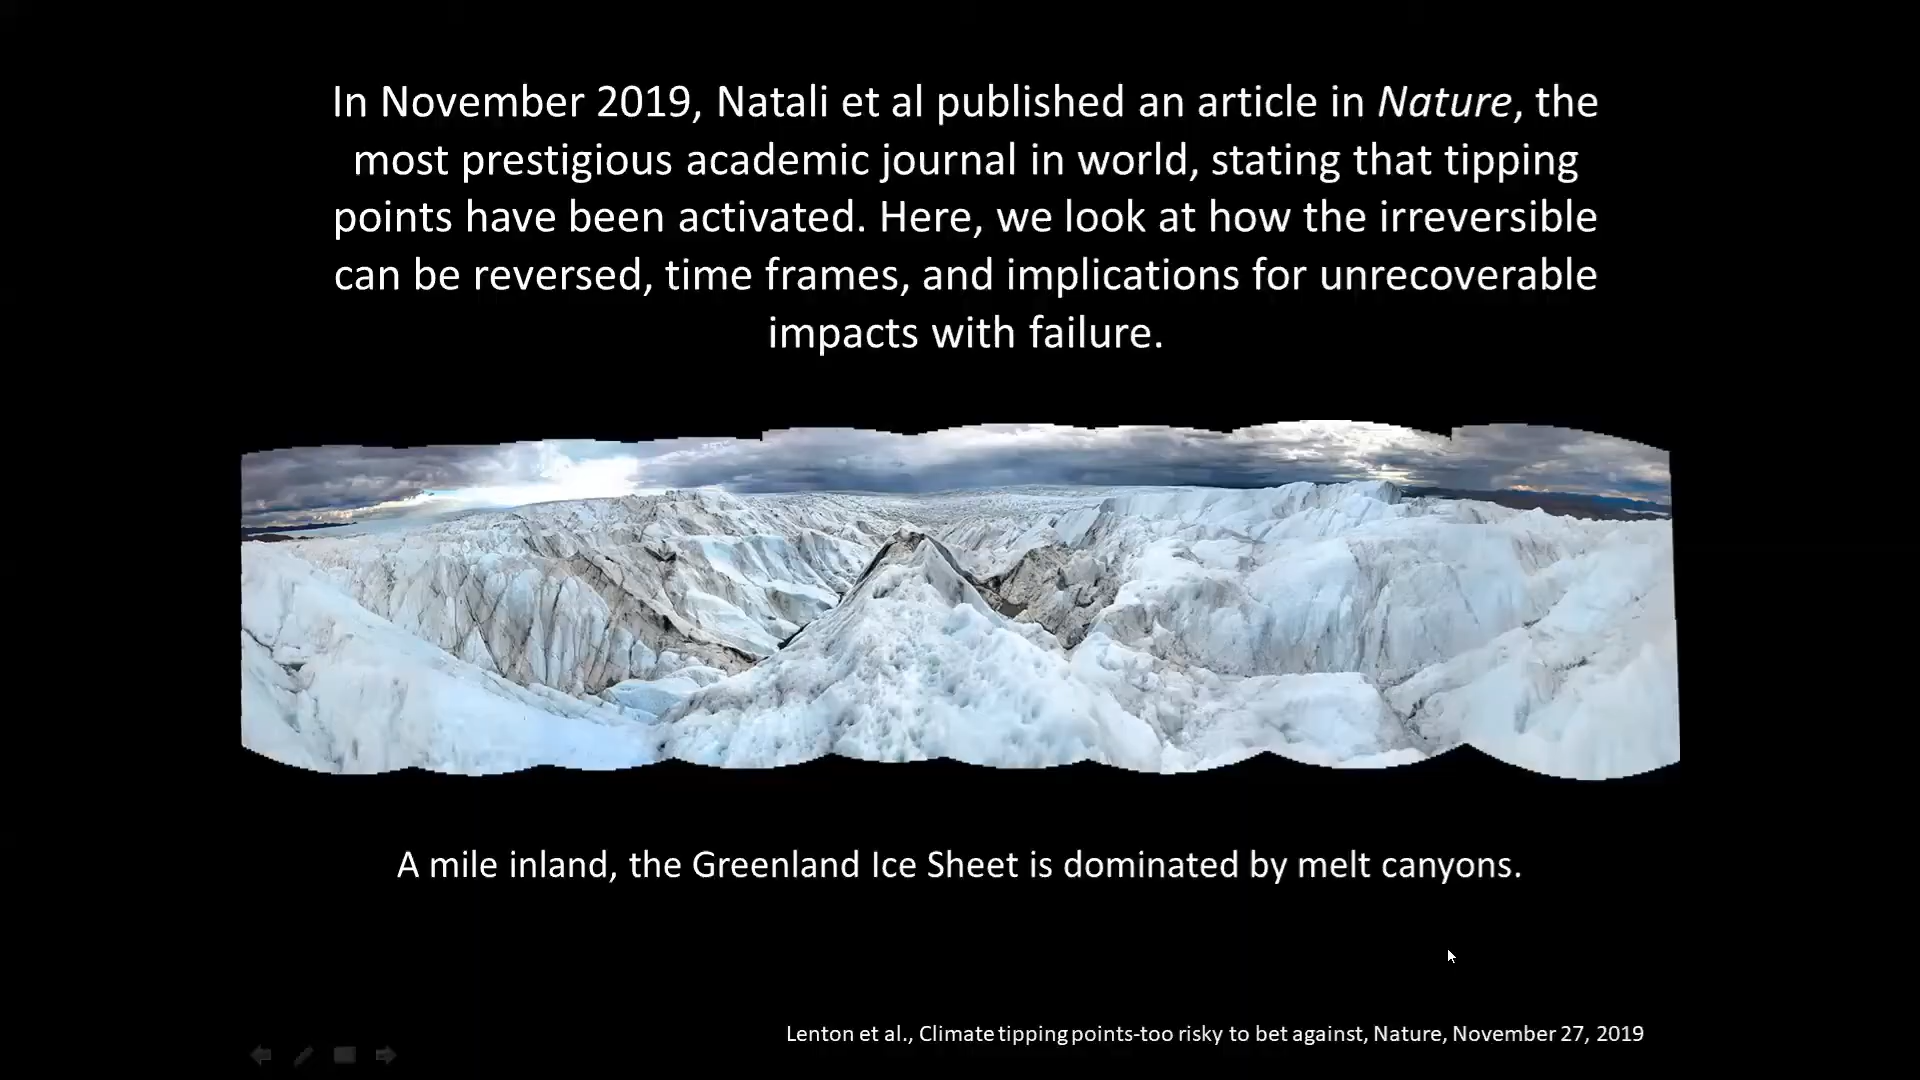 In November 2019, Natali et al published an article in Nature, the
most prestigious academic journal in world, stating that tipping
points have been activated. Here, we look at how the irreversible
can be reversed, time frames, and implications for unrecoverable
impacts with failure.
A mile inland, the Greenland Ice Sheet is dominated by melt canyons.
Lenton et al., Climate tipping points-too risky to bet against, Nature, November 27, 2019